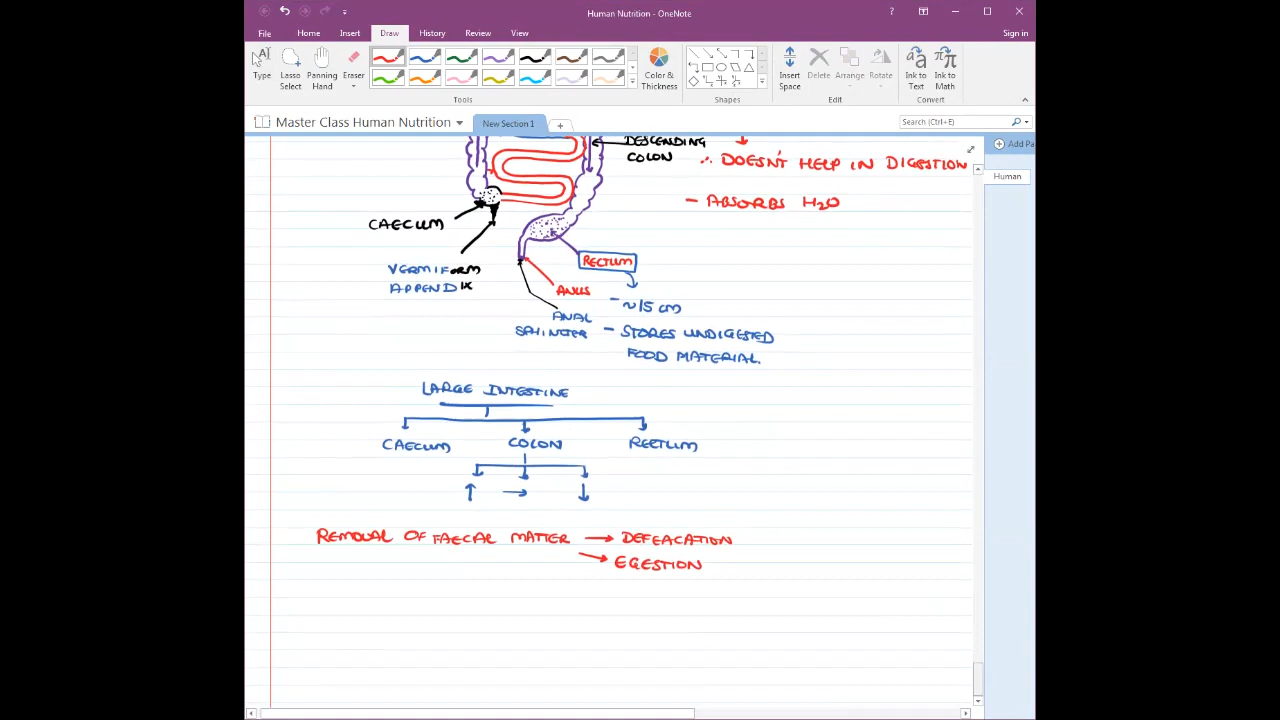 Human Nutrition - OneNote
?
File Home Insert Draw History Review View Sign in
Type
Lasso Select
Panning Hand
Eraser
Color & Thickness
Insert Space
Delete
Arrange
Rotate
Ink to Text
Ink to Math
Tools Shapes Edit Convert
Master Class Human Nutrition New Section 1 + Search (Ctrl+E)
Add Pa
Human
DESCENDING
COLON
∴ DOESN'T HELP IN DIGESTION
- ABSORBS H2O
CAECUM
VERMIFORM
APPENDIX
RECTUM
ANUS
- ~15 CM
ANAL
SPHINCTER
- STORES UNDIGESTED
FOOD MATERIAL.
LARGE INTESTINE
CAECUM COLON RECTUM
↑ → ↓
REMOVAL OF FAECAL MATTER → DEFEACATION
→ EGESTION